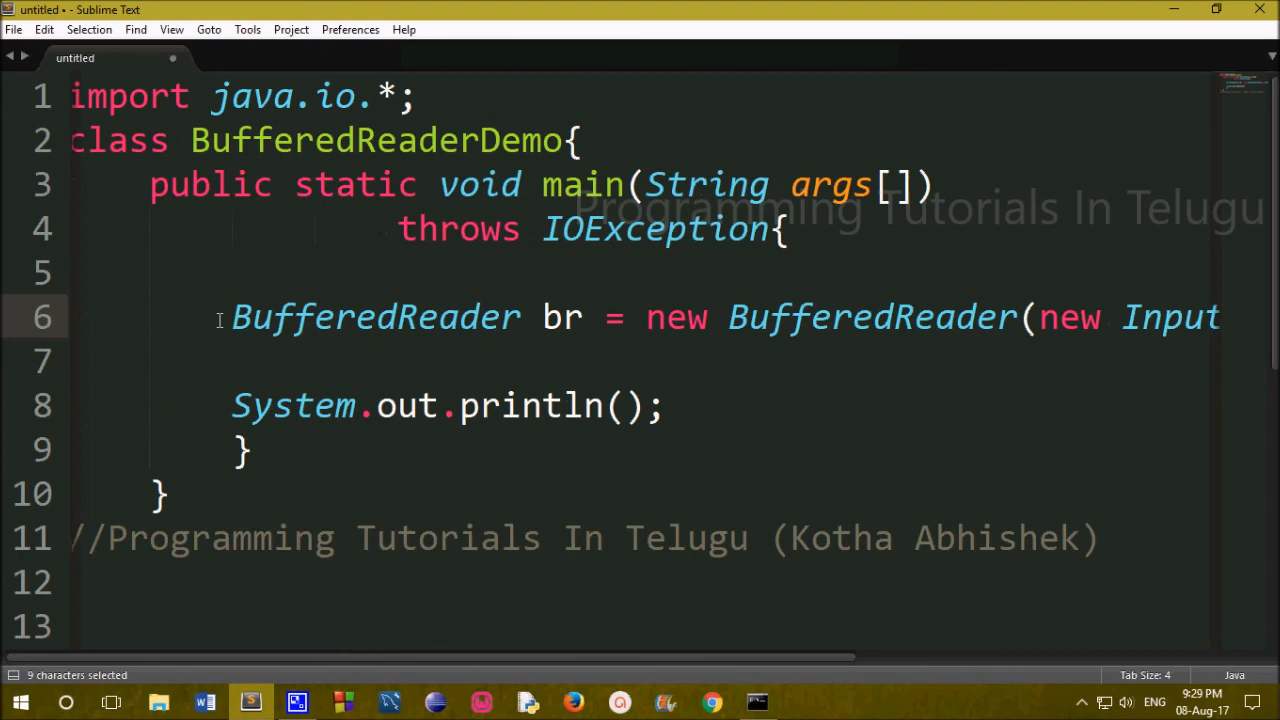 untitled • - Sublime Text
File Edit Selection Find View Goto Tools Project Preferences Help
untitled
1 import java.io.*;
2 class BufferedReaderDemo{
3 public static void main(String args[])
Programming Tutorials In Telugu
4 throws IOException{
5
6 BufferedReader br = new BufferedReader(new Input
7
8 System.out.println();
9 }
10 }
11 //Programming Tutorials In Telugu (Kotha Abhishek)
12
13
9 characters selected Tab Size: 4 Java
ENG 9:29 PM
08-Aug-17